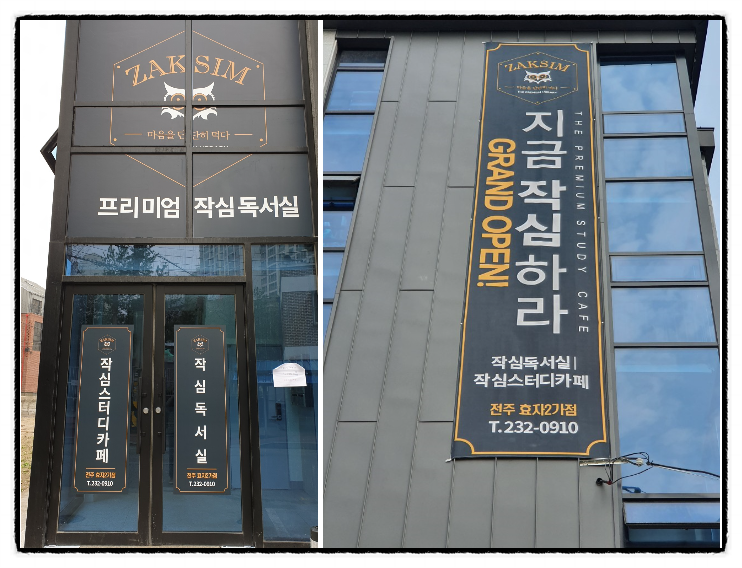 ZAKSIM
마음을 단단히 먹다
프리미엄 작심독서실
작심스터디카페
전주 효자2가점
T.232-0910
작심독서실
전주 효자2가점
T.232-0910
ZAKSIM
THE PREMIUM STUDY CAFE
지금 작심하라
GRAND OPEN!
작심독서실|
작심스터디카페
전주 효자2가점
T.232-0910